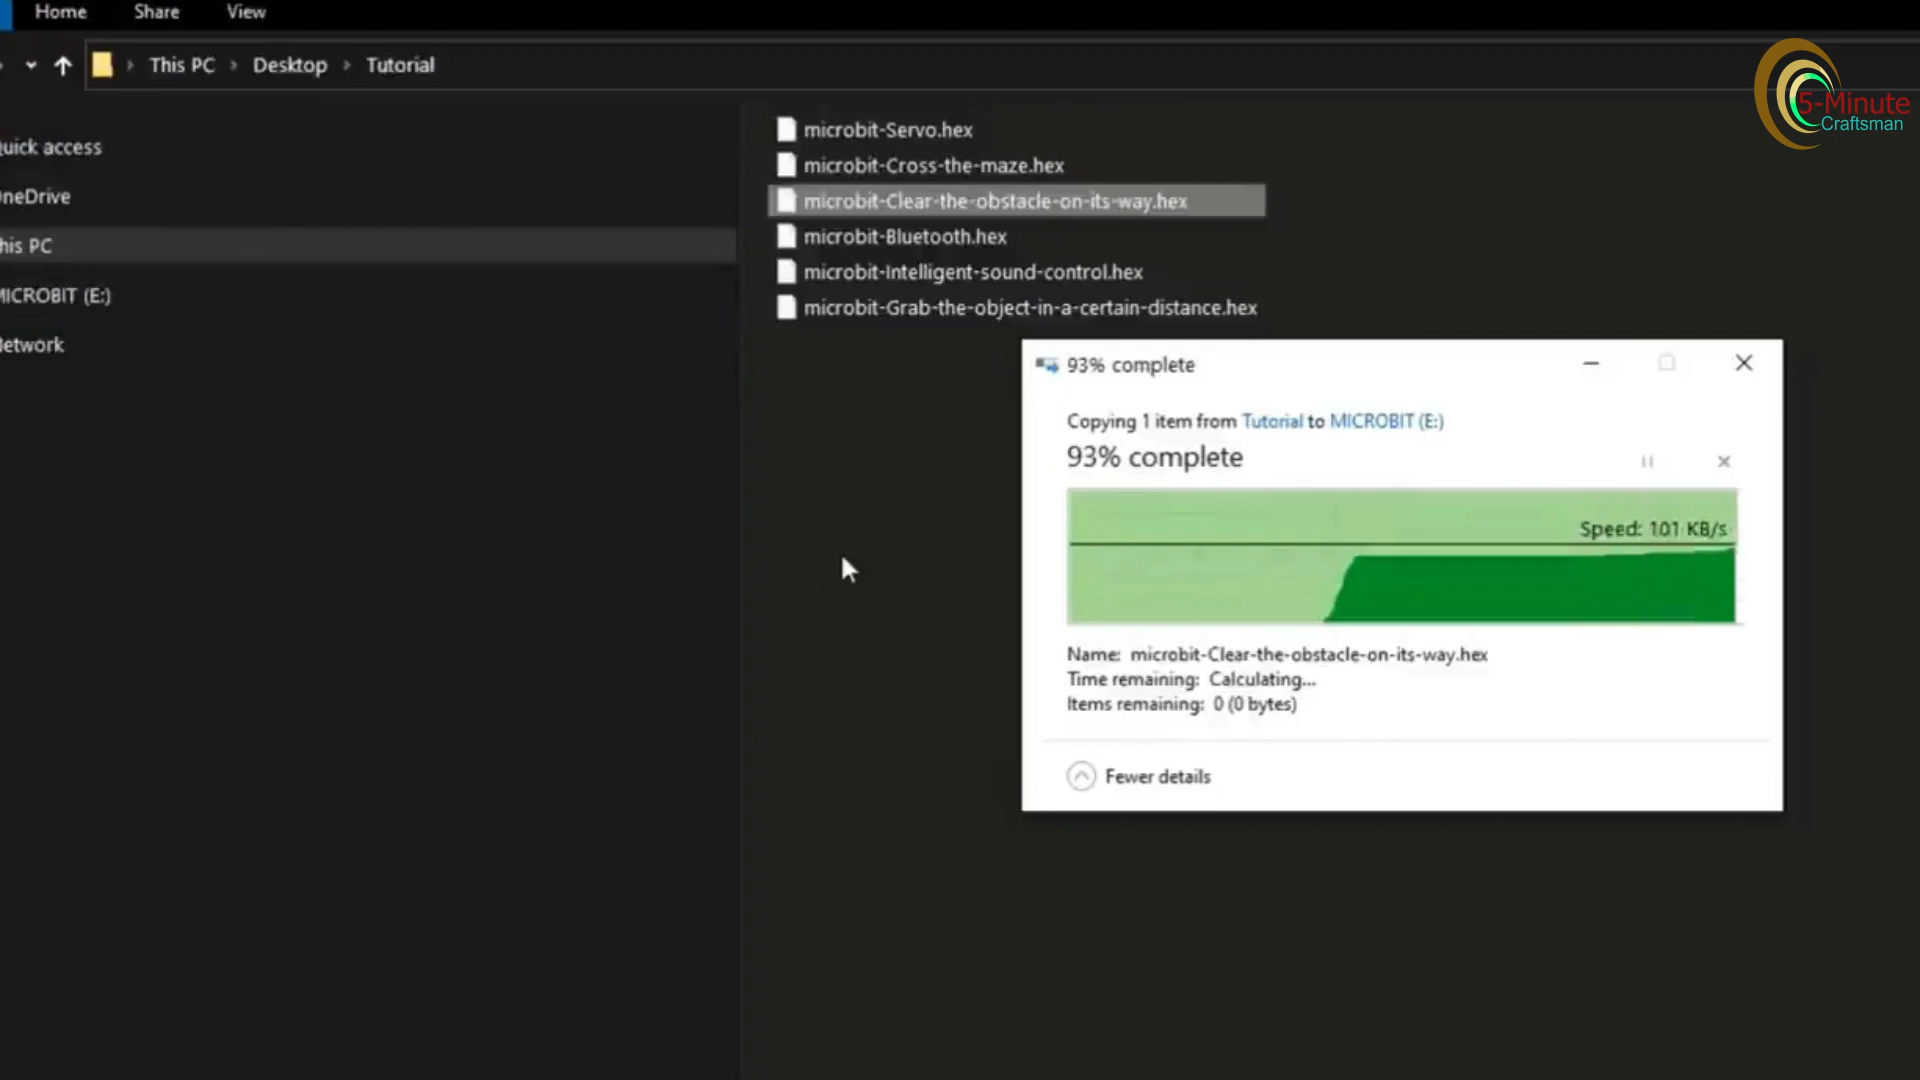 Home Share View
This PC > Desktop > Tutorial
5-Minute
Craftsman
uick access
neDrive
his PC
MICROBIT (E:)
etwork
microbit-Servo.hex
microbit-Cross-the-maze.hex
microbit-Clear-the-obstacle-on-its-way.hex
microbit-Bluetooth.hex
microbit-Intelligent-sound-control.hex
microbit-Grab-the-object-in-a-certain-distance.hex
93% complete
Copying 1 item from Tutorial to MICROBIT (E:)
93% complete
Speed: 101 KB/s
Name: microbit-Clear-the-obstacle-on-its-way.hex
Time remaining: Calculating...
Items remaining: 0 (0 bytes)
Fewer details